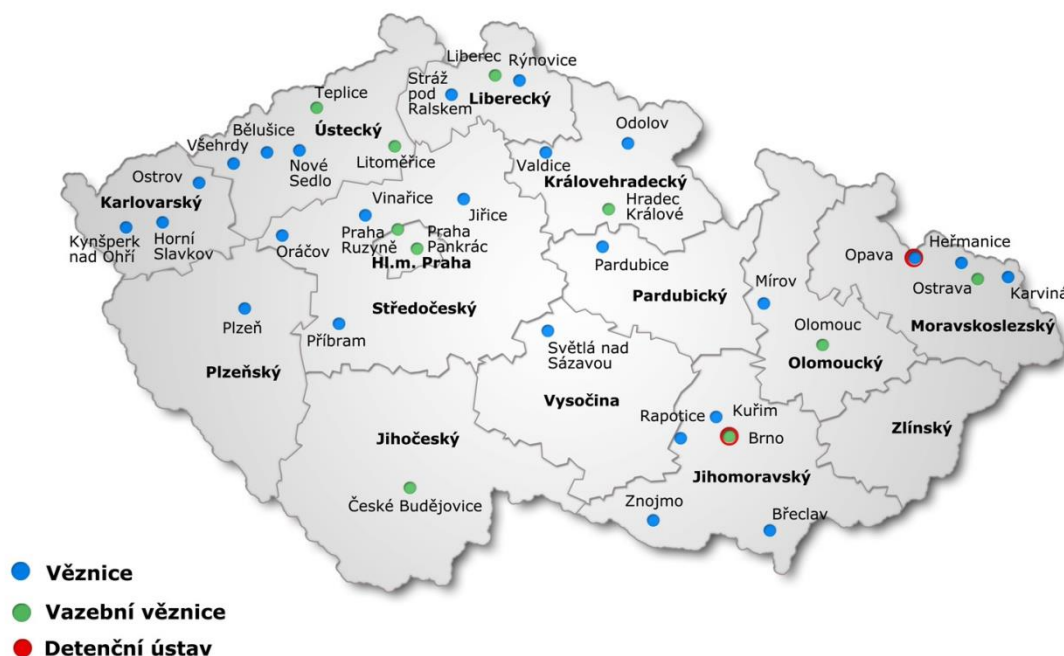 Liberec
Rýnovice
Stráž
pod
Ralskem
Liberecký
Teplice
Ústecký
Bělušice
Všehrdy
Nové
Sedlo
Litoměřice
Odolov
Valdice
Královehradecký
Hradec
Králové
Ostrov
Karlovarský
Kynšperk
nad Ohří
Horní
Slavkov
Vinařice
Jiřice
Praha
Ruzyně
Praha
Pankrác
Hl.m. Praha
Oráčov
Středočeský
Příbram
Plzeň
Plzeňský
Pardubice
Pardubický
Mírov
Opava
Heřmanice
Ostrava
Karviná
Moravskoslezský
Olomouc
Olomoucký
Světlá nad
Sázavou
Vysočina
Rapotice
Kuřim
Brno
Jihomoravský
Zlínský
Jihočeský
České Budějovice
Znojmo
Břeclav
Věznice
Vazební věznice
Detenční ústav